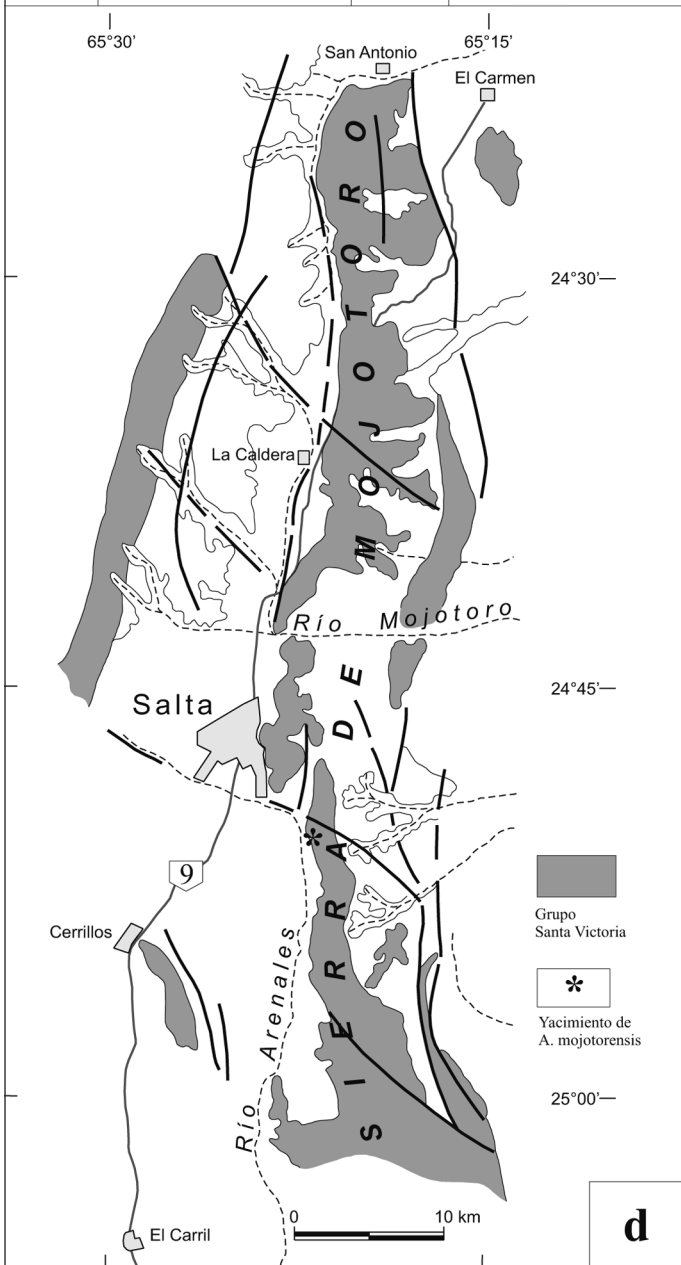 65°30'
65°15'
San Antonio
El Carmen
24°30'
La Caldera
Río Mojotoro
24°45'
Salta
9
Grupo
Santa Victoria
Cerrillos
*
Yacimiento de
A. mojotorensis
Río Arenales
SIERRA DE MOJOTORO
25°00'
0 10 km
El Carril
d